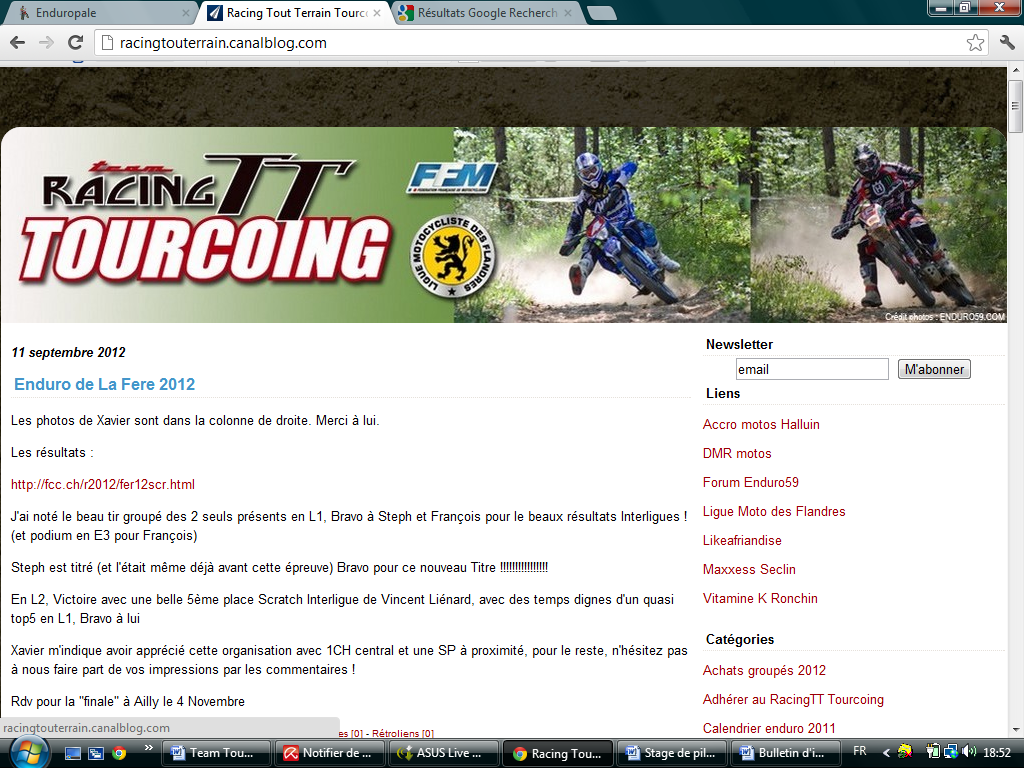 Enduropale
Racing Tout Terrain Tourc
Résultats Google Recherch
racingtouterrain.canalblog.com
team
RACING TT
TOURCOING
FFM
FEDERATION FRANÇAISE DE MOTOCYCLISME
LIGUE MOTOCYCLISTE DES FLANDRES
Crédit photos : ENDURO59.COM
11 septembre 2012
Enduro de La Fere 2012
Les photos de Xavier sont dans la colonne de droite. Merci à lui.
Les résultats :
http://fcc.ch/r2012/fer12scr.html
J'ai noté le beau tir groupé des 2 seuls présents en L1, Bravo à Steph et François pour le beaux résultats Interligues !
(et podium en E3 pour François)
Steph est titré (et l'était même déjà avant cette épreuve) Bravo pour ce nouveau Titre !!!!!!!!!!!!!!!!
En L2, Victoire avec une belle 5ème place Scratch Interligue de Vincent Liénard, avec des temps dignes d'un quasi
top5 en L1, Bravo à lui
Xavier m'indique avoir apprécié cette organisation avec 1CH central et une SP à proximité, pour le reste, n'hésitez pas
à nous faire part de vos impressions par les commentaires !
Rdv pour la "finale" à Ailly le 4 Novembre
es [0] - Rétroliens [0]
Newsletter
email M'abonner
Liens
Accro motos Halluin
DMR motos
Forum Enduro59
Ligue Moto des Flandres
Likeafriandise
Maxxess Seclin
Vitamine K Ronchin
Catégories
Achats groupés 2012
Adhérer au RacingTT Tourcoing
Calendrier enduro 2011
racingtouterrain.canalblog.com
Team Tou... Notifier de ... ASUS Live ... Racing Tou... Stage de pil... Bulletin d'i... FR 18:52